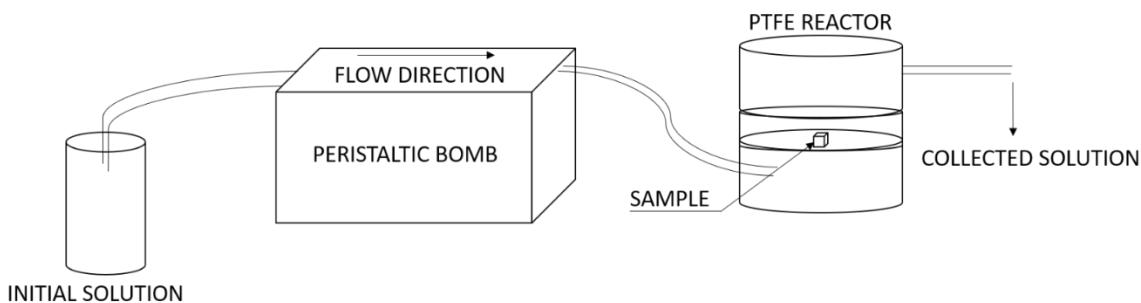 PTFE REACTOR
FLOW DIRECTION
PERISTALTIC BOMB
COLLECTED SOLUTION
SAMPLE
INITIAL SOLUTION